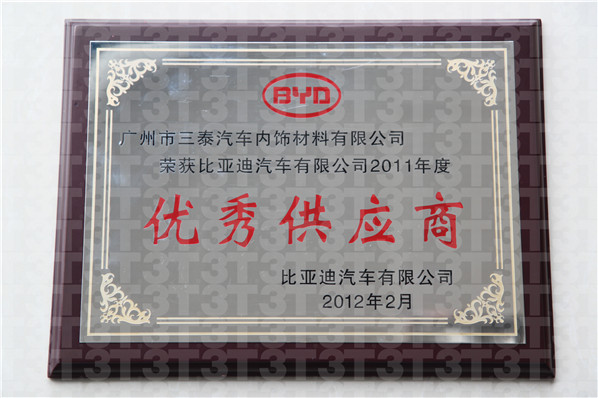 BYD
广州市三泰汽车内饰材料有限公司
荣获比亚迪汽车有限公司2011年度
优秀供应商
比亚迪汽车有限公司
2012年2月